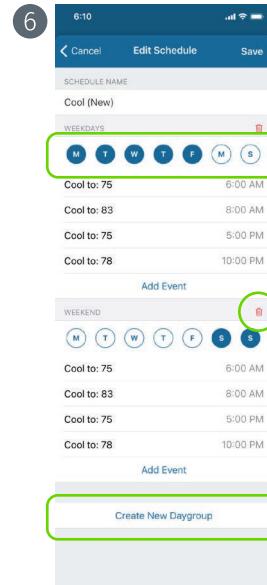 6
6:10
Cancel Edit Schedule Save
SCHEDULE NAME
Cool (New)
WEEKDAYS
M T W T F M S
Cool to: 75 6:00 AM
Cool to: 83 8:00 AM
Cool to: 75 5:00 PM
Cool to: 78 10:00 PM
Add Event
WEEKEND
M T W T F S S
Cool to: 75 6:00 AM
Cool to: 83 8:00 AM
Cool to: 75 5:00 PM
Cool to: 78 10:00 PM
Add Event
Create New Daygroup